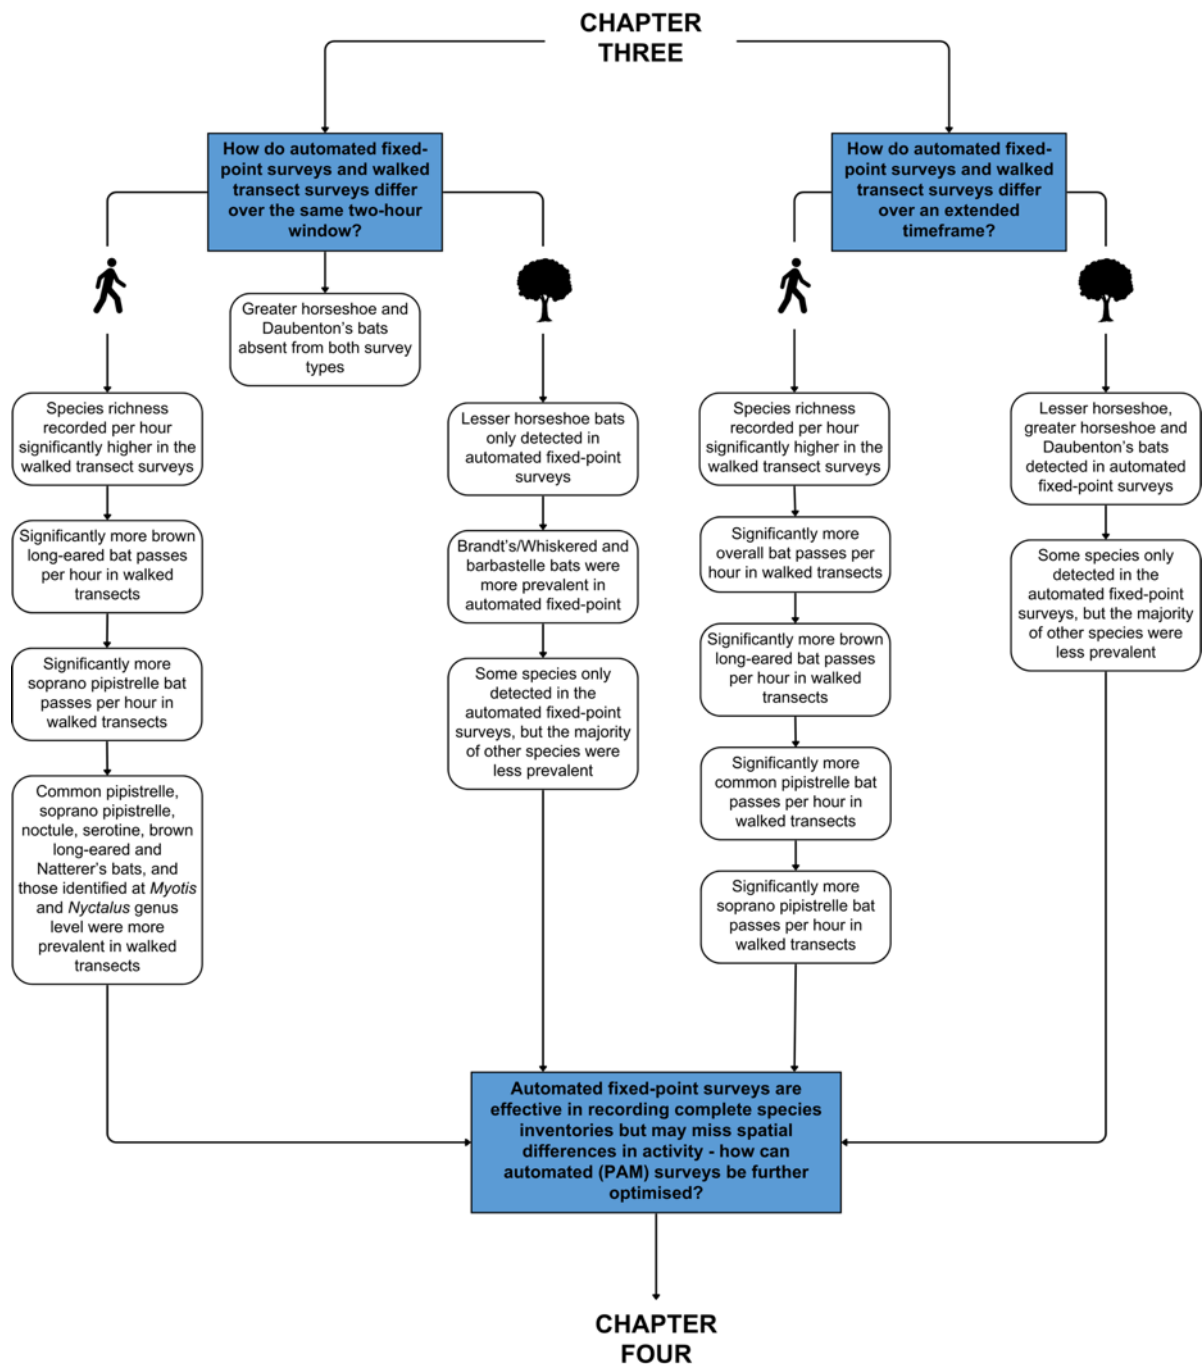 CHAPTER
THREE
How do automated fixed-
point surveys and walked
transect surveys differ
over the same two-hour
window?
Greater horseshoe and
Daubenton's bats
absent from both survey
types
Species richness
recorded per hour
significantly higher in the
walked transect surveys
Significantly more brown
long-eared bat passes
per hour in walked
transects
Significantly more
soprano pipistrelle bat
passes per hour in
walked transects
Common pipistrelle,
soprano pipistrelle,
noctule, serotine, brown
long-eared and
Natterer's bats, and
those identified at Myotis
and Nyctalus genus
level were more
prevalent in walked
transects
Lesser horseshoe bats
only detected in
automated fixed-point
surveys
Brandt's/Whiskered and
barbastelle bats were
more prevalent in
automated fixed-point
Some species only
detected in the
automated fixed-point
surveys, but the majority
of other species were
less prevalent
How do automated fixed-
point surveys and walked
transect surveys differ
over an extended
timeframe?
Species richness
recorded per hour
significantly higher in the
walked transect surveys
Significantly more
overall bat passes per
hour in walked transects
Significantly more brown
long-eared bat passes
per hour in walked
transects
Significantly more
common pipistrelle bat
passes per hour in
walked transects
Significantly more
soprano pipistrelle bat
passes per hour in
walked transects
Lesser horseshoe,
greater horseshoe and
Daubenton's bats
detected in automated
fixed-point surveys
Some species only
detected in the
automated fixed-point
surveys, but the majority
of other species were
less prevalent
Automated fixed-point surveys are
effective in recording complete species
inventories but may miss spatial
differences in activity - how can
automated (PAM) surveys be further
optimised?
CHAPTER
FOUR